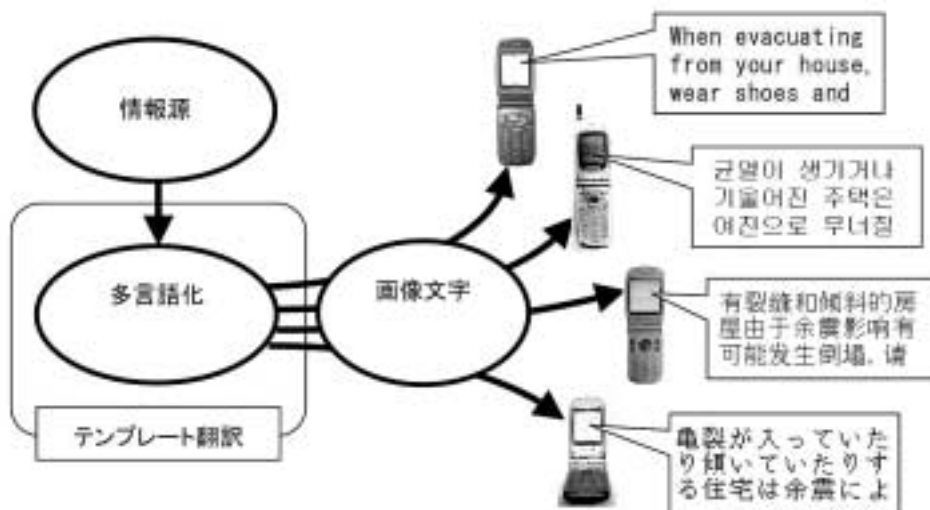 情報源
多言語化
テンプレート翻訳
画像文字
When evacuating
from your house,
wear shoes and
균열이 생기거나
기울어진 주택은
여진으로 무너질
有裂缝和倾斜的房
屋由于余震影响有
可能发生倒塌，请
亀裂が入っていた
り傾いていたりす
る住宅は余震によ